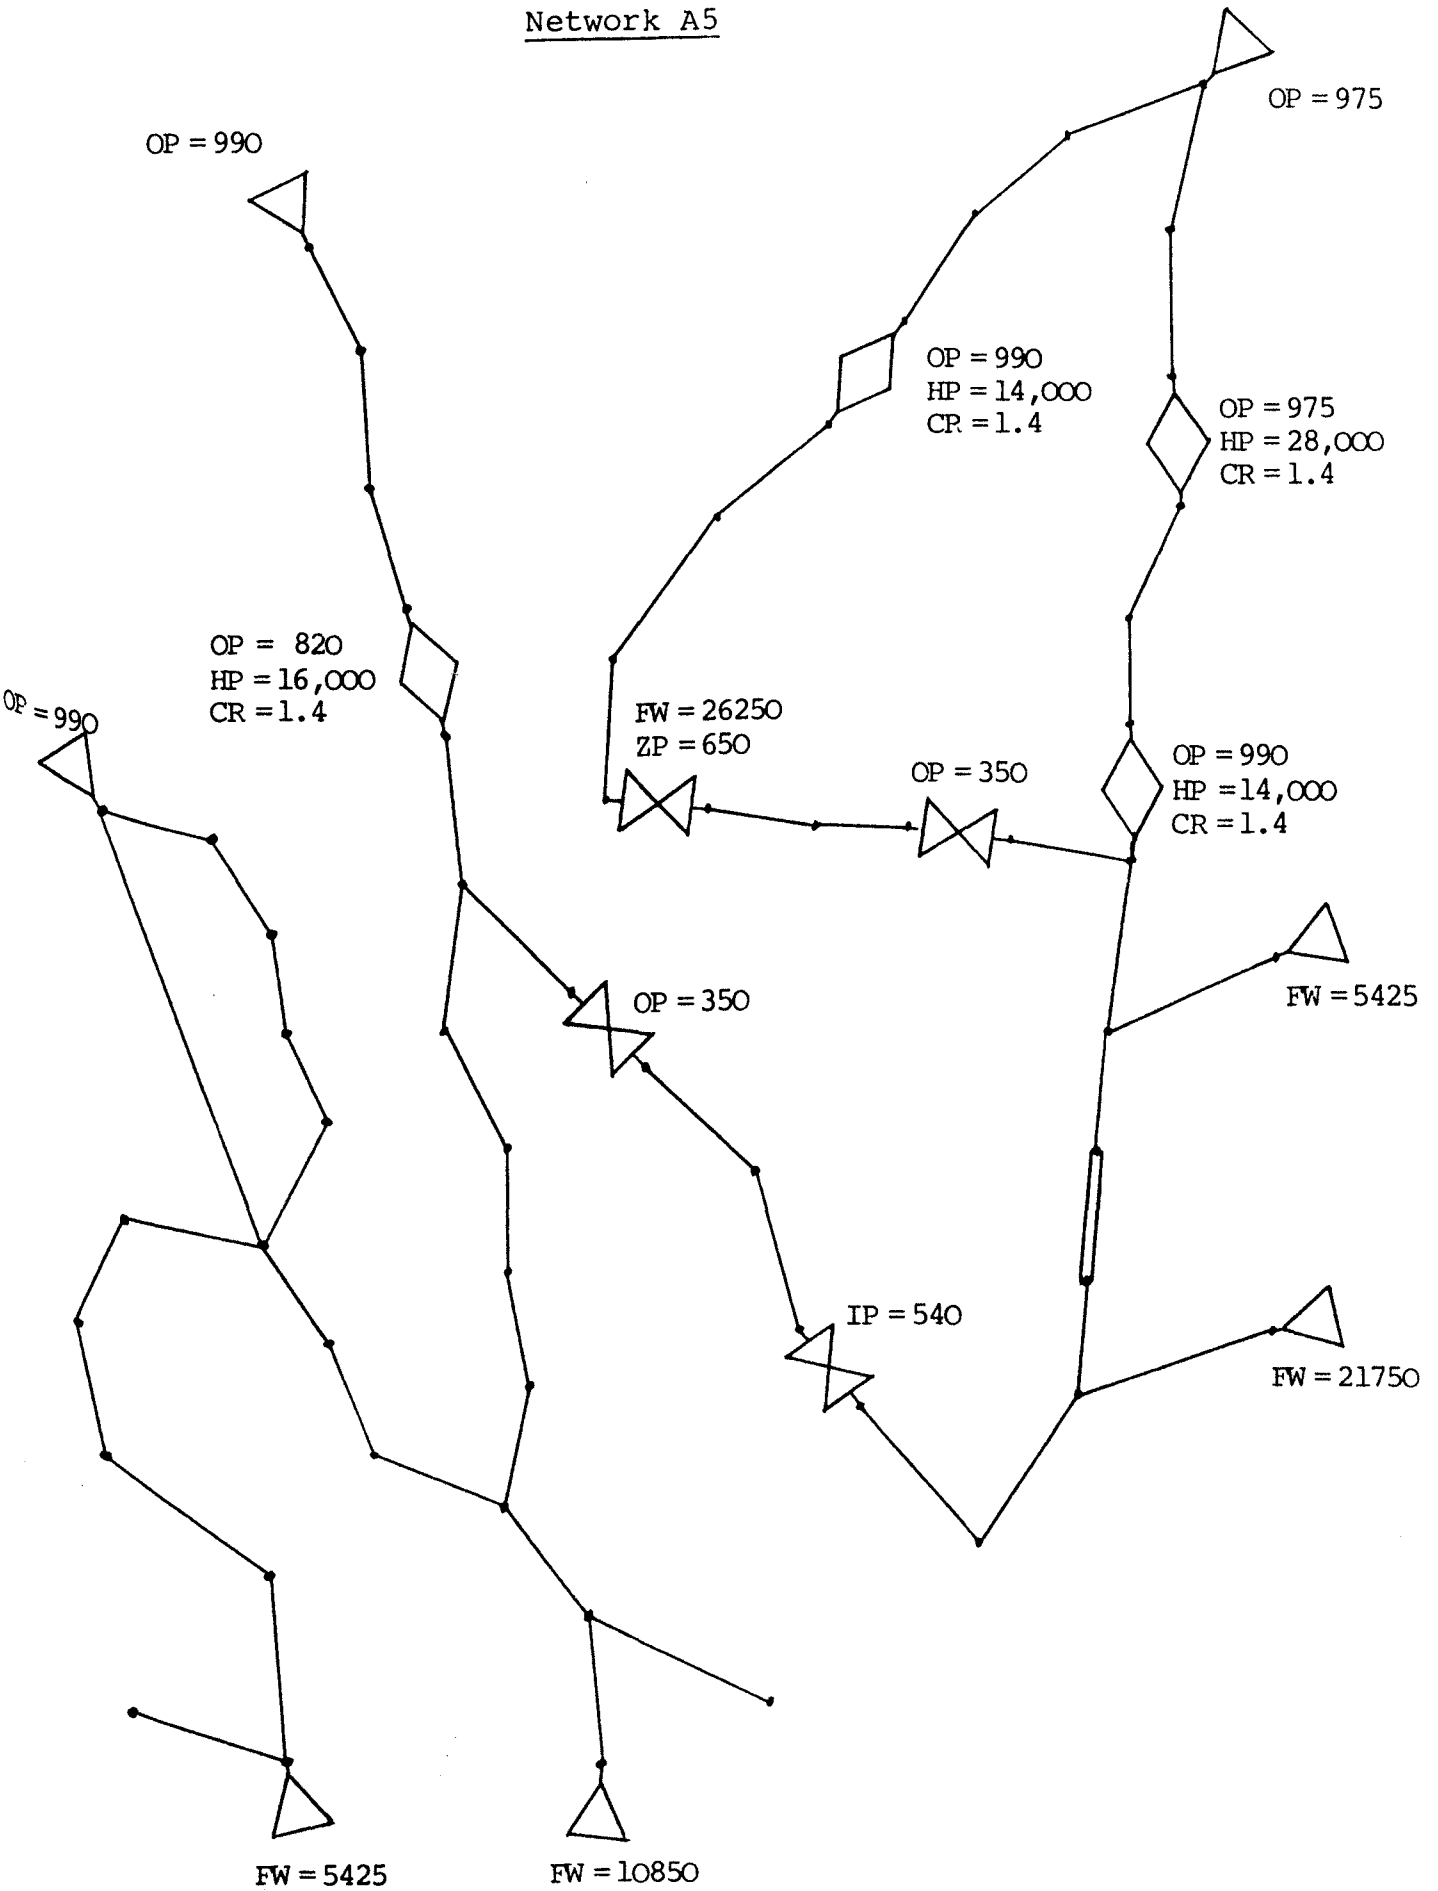 Network A5
OP = 975
OP = 990
OP = 990
HP = 14,000
CR = 1.4
OP = 975
HP = 28,000
CR = 1.4
OP = 820
HP = 16,000
CR = 1.4
OP = 990
FW = 26250
ZP = 650
OP = 350
OP = 990
HP = 14,000
CR = 1.4
OP = 350
FW = 5425
IP = 540
FW = 21750
FW = 5425
FW = 10850